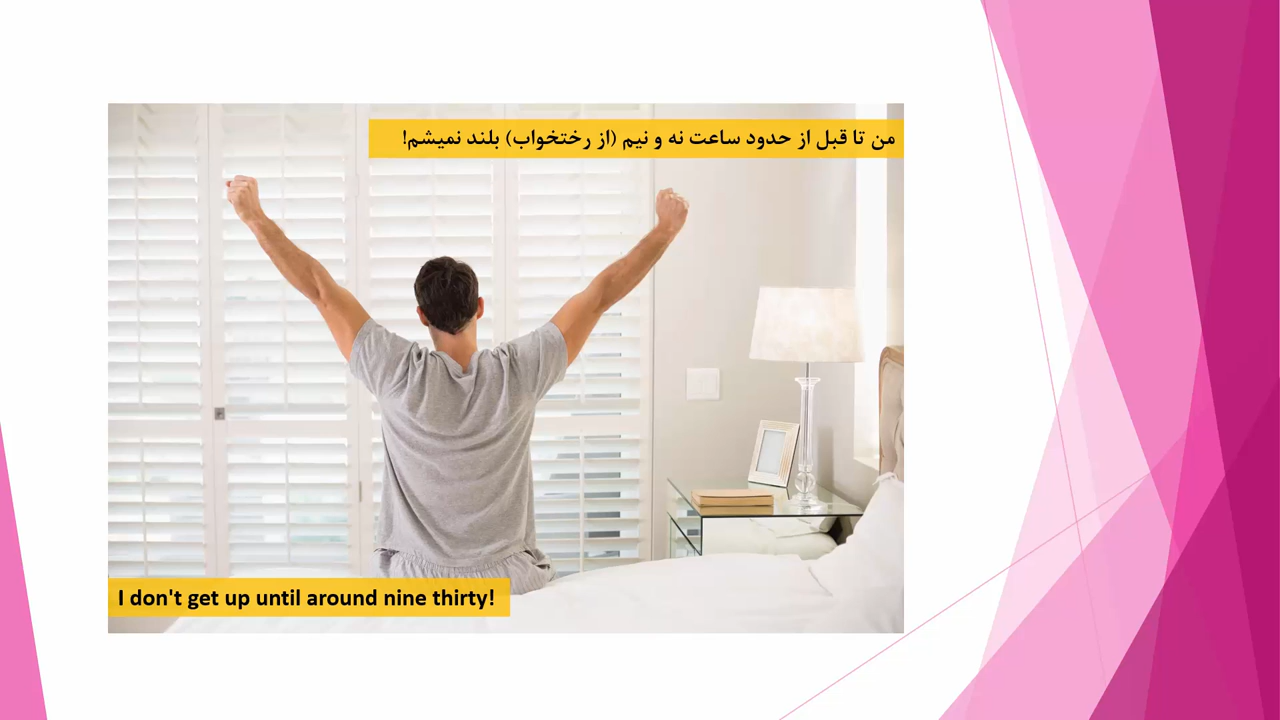 من تا قبل از حدود ساعت نه و نیم (از رختخواب) بلند نمیشم!
I don't get up until around nine thirty!